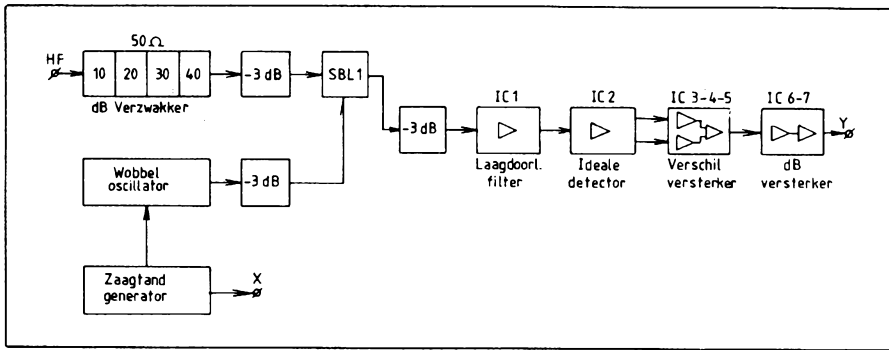 50Ω
HF
10 20 30 40
-3 dB
SBL1
dB Verzwakker
-3 dB
IC 1
IC 2
IC 3-4-5
IC 6-7
Y
Laagdoorl.
filter
Ideale
detector
Verschil
versterker
dB
versterker
Wobbel
oscillator
-3 dB
Zaagtand
generator
X